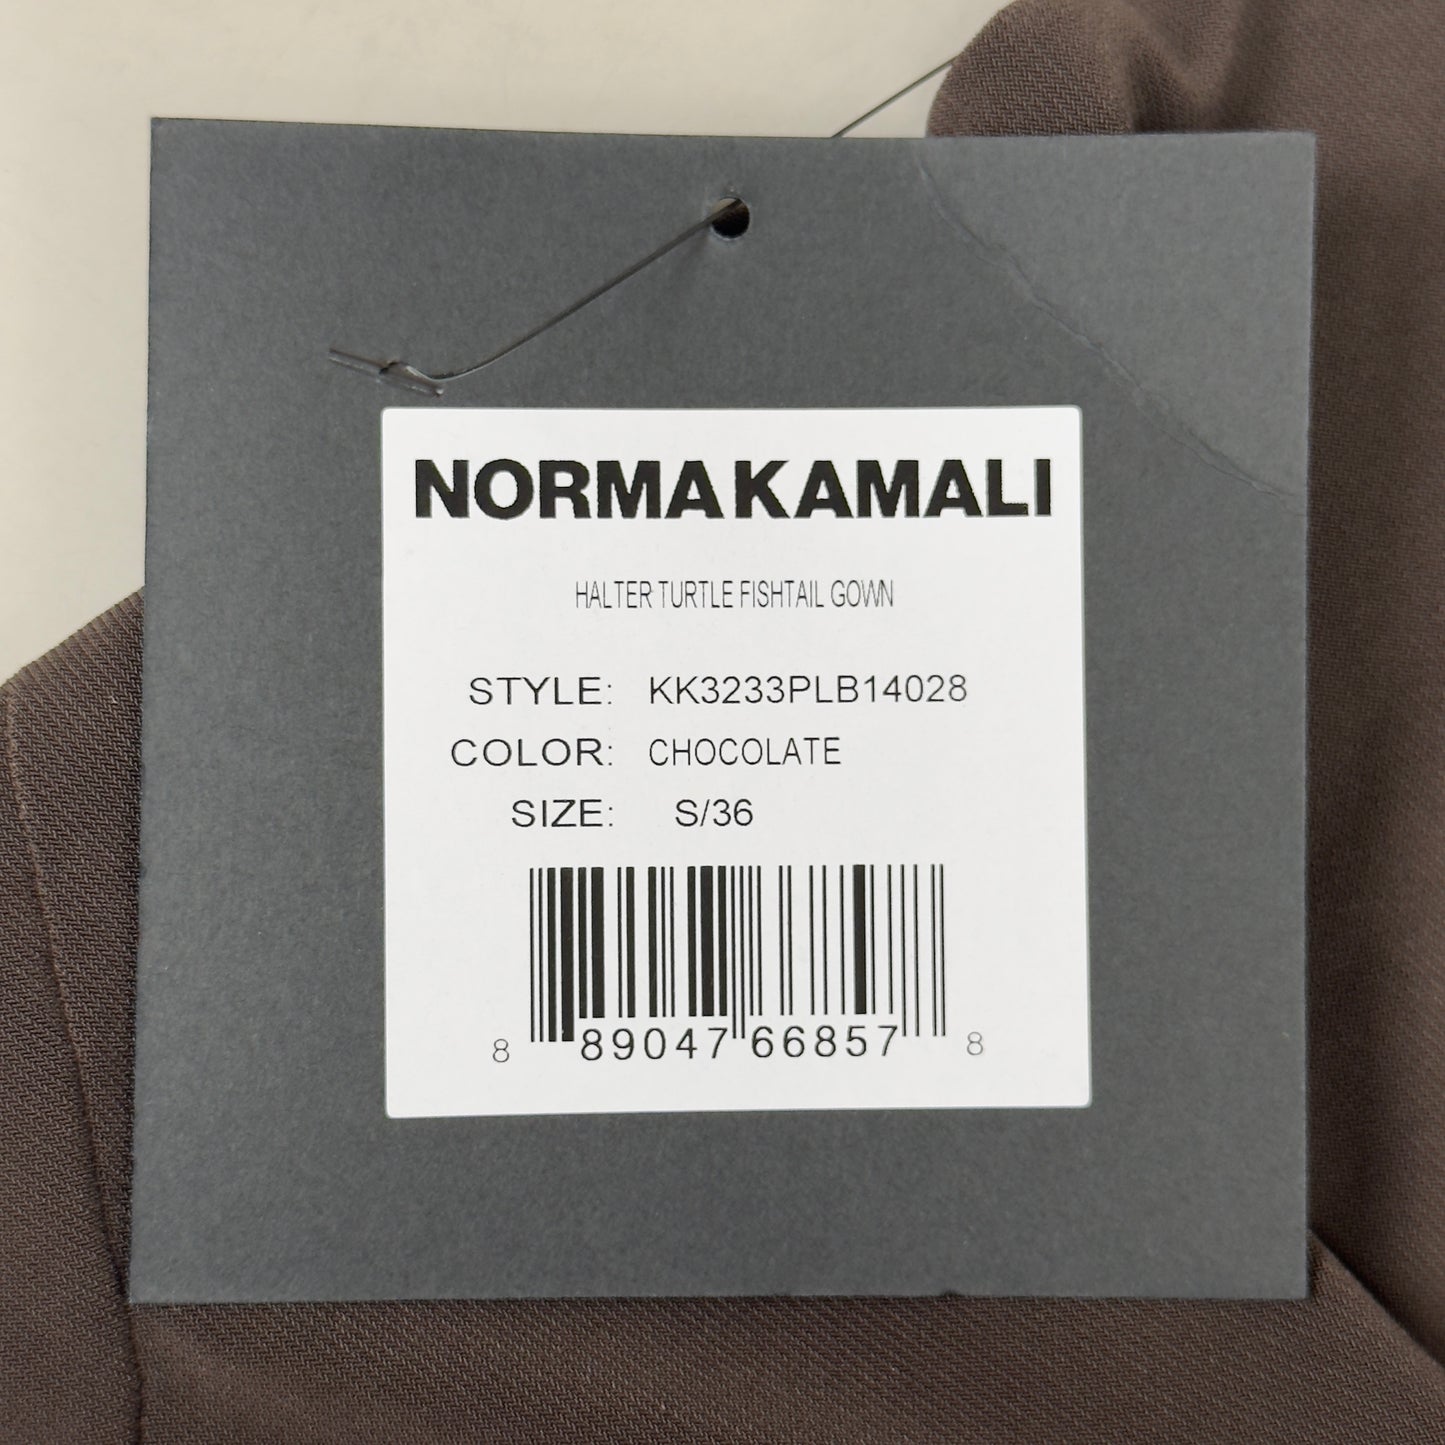 NORMA KAMALI
HALTER TURTLE FISHTAIL GOWN
STYLE: KK3233PLB14028
COLOR: CHOCOLATE
SIZE: S/36
8 89047 66857 8